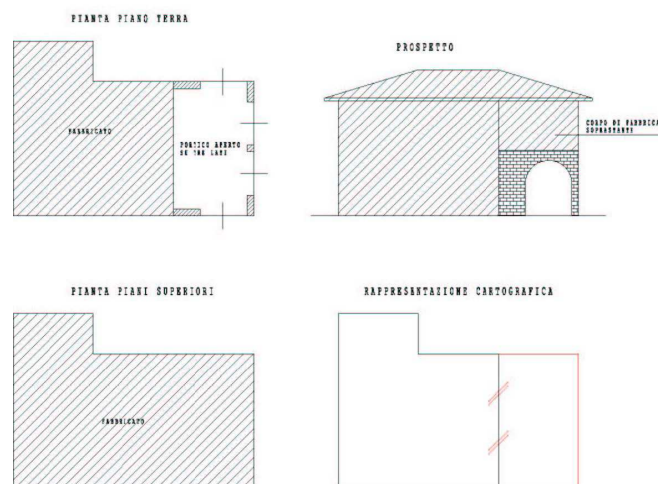 PIANTA PIANO TERRA
PROSPETTO
FABBRICATO
PORTICO APERTO
SU TRE LATI
CORPO DI FABBRICA
SOPRASTANTE
PIANTA PIANI SUPERIORI
RAPPRESENTAZIONE CARTOGRAFICA
FABBRICATO